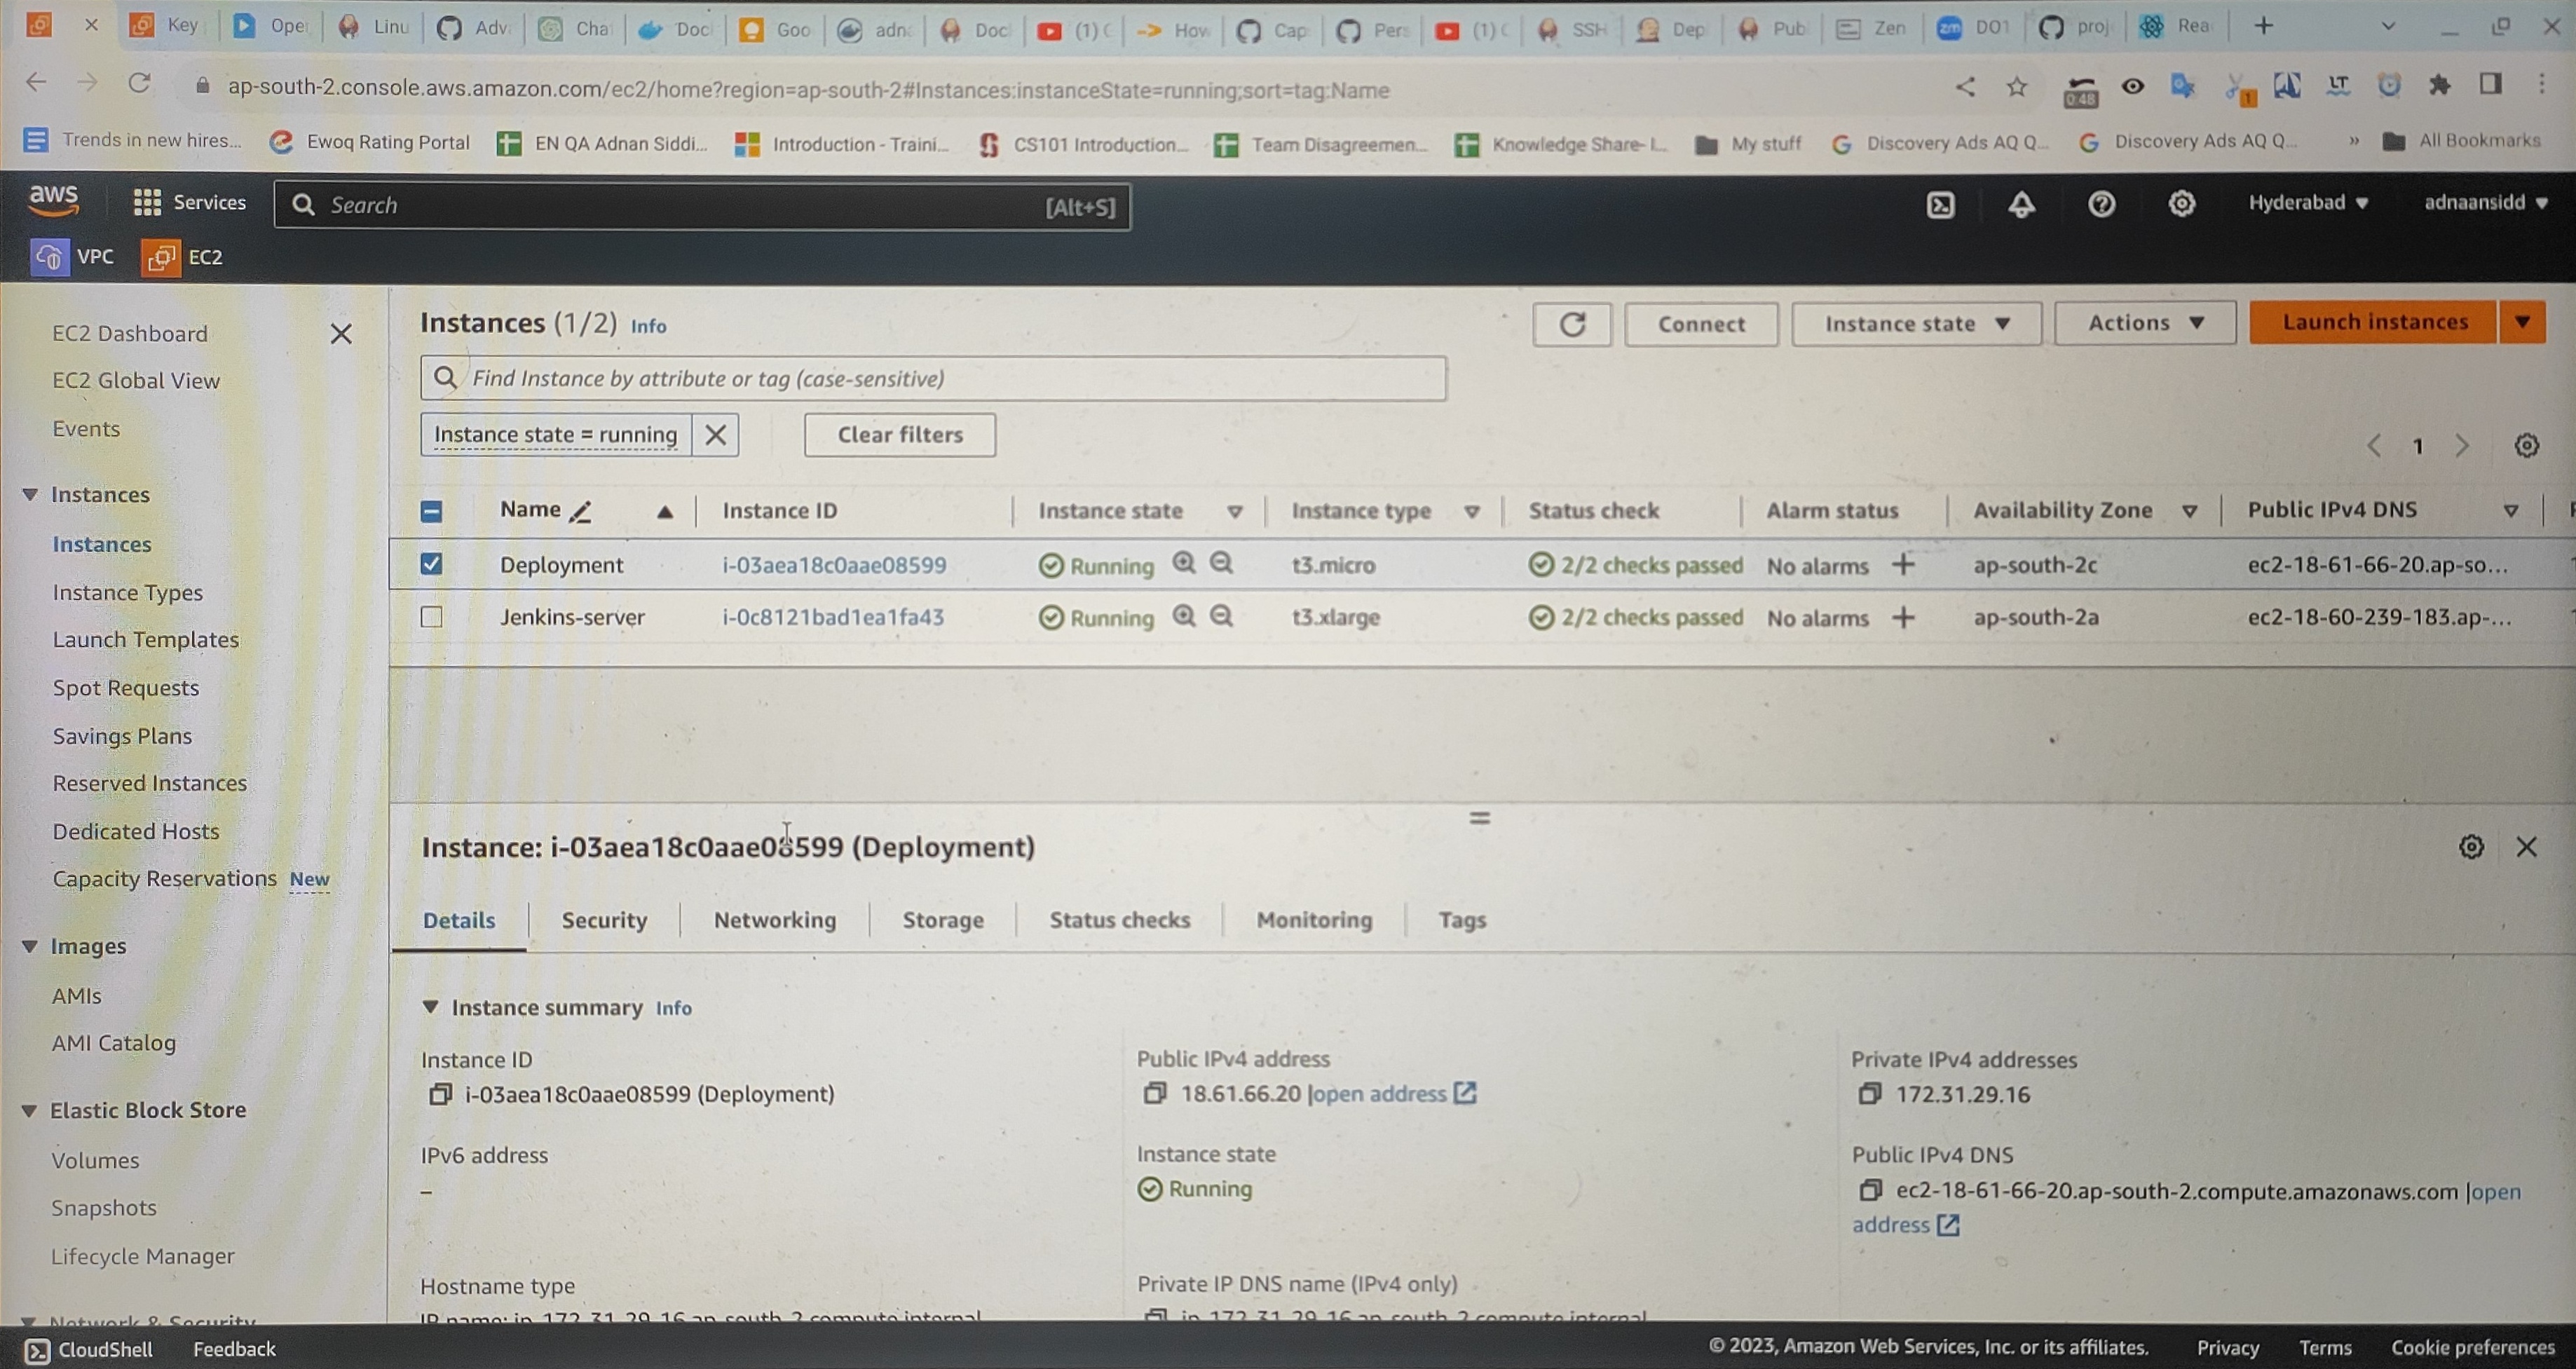 Key
Oper
Linu
Adv
Cha
Doc
Goo
adn
Doc
(1) C
How
Cap
Pers
(1) C
SSH
Dep
Pub
Zen
zm DO1
proj
Rea
ap-south-2.console.aws.amazon.com/ec2/home?region=ap-south-2#Instances:instanceState=running;sort=tag:Name
0:48
1
LT
Trends in new hires...
Ewoq Rating Portal
EN QA Adnan Siddi...
Introduction - Traini...
CS101 Introduction...
Team Disagreemen...
Knowledge Share- I...
My stuff
Discovery Ads AQ Q...
Discovery Ads AQ Q...
»
All Bookmarks
aws
Services
Search
[Alt+S]
Hyderabad
adnaansidd
VPC
EC2
EC2 Dashboard
EC2 Global View
Events
Instances
Instances
Instance Types
Launch Templates
Spot Requests
Savings Plans
Reserved Instances
Dedicated Hosts
Capacity Reservations New
Images
AMIs
AMI Catalog
Elastic Block Store
Volumes
Snapshots
Lifecycle Manager
Network & Security
Instances (1/2) Info
Connect
Instance state
Actions
Launch instances
Find Instance by attribute or tag (case-sensitive)
Instance state = running
Clear filters
1
Name Instance ID Instance state Instance type Status check Alarm status Availability Zone Public IPv4 DNS
Deployment i-03aea18c0aae08599 Running t3.micro 2/2 checks passed No alarms + ap-south-2c ec2-18-61-66-20.ap-so...
Jenkins-server i-0c8121bad1ea1fa43 Running t3.xlarge 2/2 checks passed No alarms + ap-south-2a ec2-18-60-239-183.ap-...
Instance: i-03aea18c0aae08599 (Deployment)
Details Security Networking Storage Status checks Monitoring Tags
Instance summary Info
Instance ID
i-03aea18c0aae08599 (Deployment)
Public IPv4 address
18.61.66.20 |open address
Private IPv4 addresses
172.31.29.16
IPv6 address
–
Instance state
Running
Public IPv4 DNS
ec2-18-61-66-20.ap-south-2.compute.amazonaws.com |open
address
Hostname type
IP name: ip-172-31-29-16.ap-south-2.compute.internal
Private IP DNS name (IPv4 only)
ip-172-31-29-16.ap-south-2.compute.internal
CloudShell
Feedback
© 2023, Amazon Web Services, Inc. or its affiliates.
Privacy
Terms
Cookie preferences